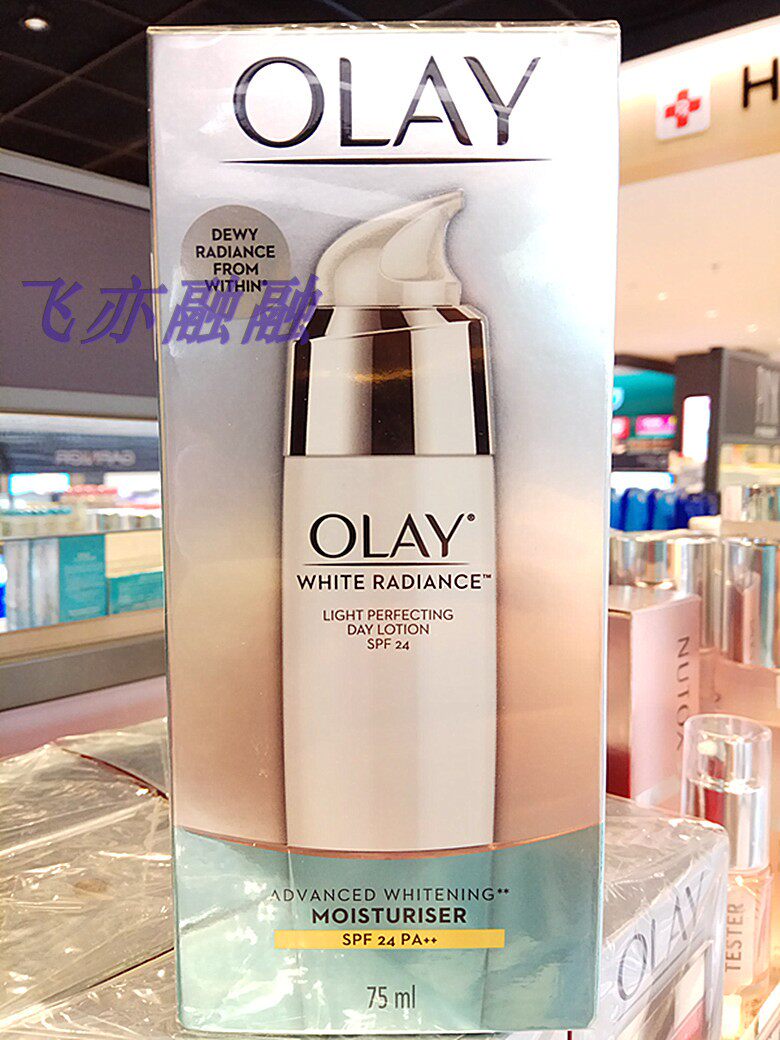 OLAY
DEWY
RADIANCE
FROM
WITHIN*
飞亦融融
OLAY®
WHITE RADIANCE™
LIGHT PERFECTING
DAY LOTION
SPF 24
ADVANCED WHITENING**
MOISTURISER
SPF 24 PA++
75 ml
H
NUTOX
TESTER
OLAY